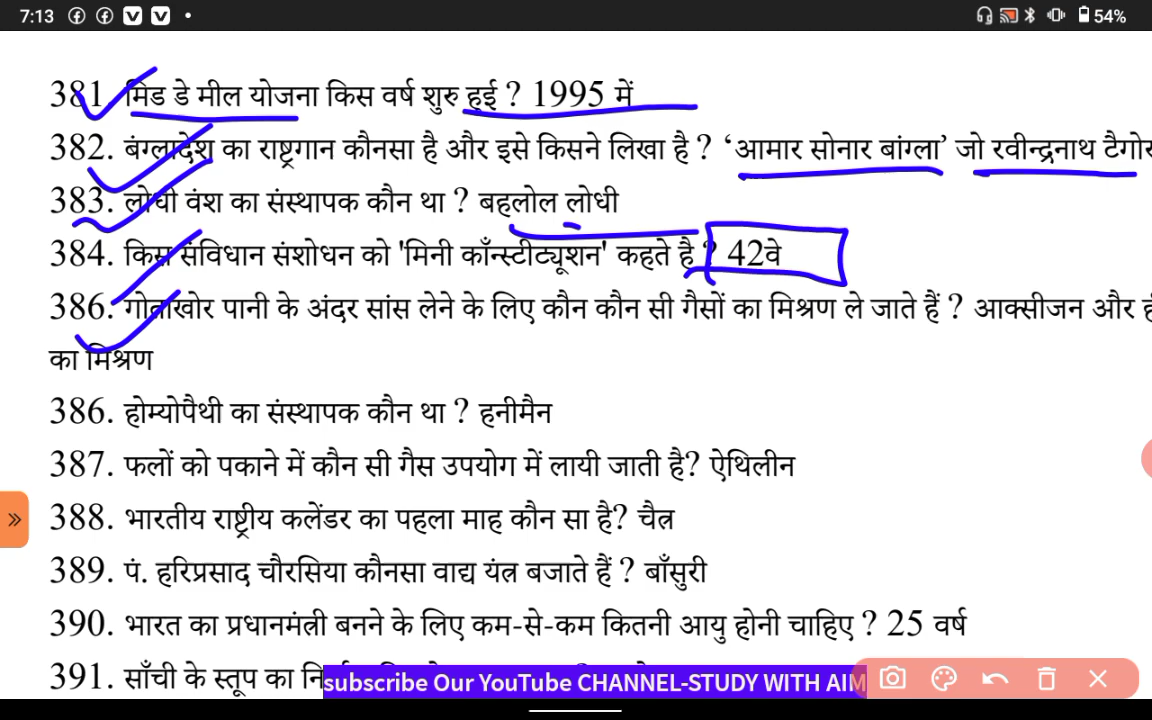 7:13
54%
381. मिड डे मील योजना किस वर्ष शुरु हुई ? 1995 में
382. बंग्लादेश का राष्ट्रगान कौनसा है और इसे किसने लिखा है ? ‘आमार सोनार बांग्ला’ जो रवीन्द्रनाथ टैगोर
383. लोधी वंश का संस्थापक कौन था ? बहलोल लोधी
384. किस संविधान संशोधन को 'मिनी काँन्स्टीट्यूशन' कहते है ? 42वे
386. गोताखोर पानी के अंदर सांस लेने के लिए कौन कौन सी गैसों का मिश्रण ले जाते हैं ? आक्सीजन और
का मिश्रण
386. होम्योपैथी का संस्थापक कौन था ? हनीमैन
387. फलों को पकाने में कौन सी गैस उपयोग में लायी जाती है? ऐथिलीन
388. भारतीय राष्ट्रीय कलेंडर का पहला माह कौन सा है? चैत्र
389. पं. हरिप्रसाद चौरसिया कौनसा वाद्य यंत्र बजाते हैं ? बाँसुरी
390. भारत का प्रधानमंत्री बनने के लिए कम-से-कम कितनी आयु होनी चाहिए ? 25 वर्ष
391. साँची के स्तूप का
subscribe Our YouTube CHANNEL-STUDY WITH AIM